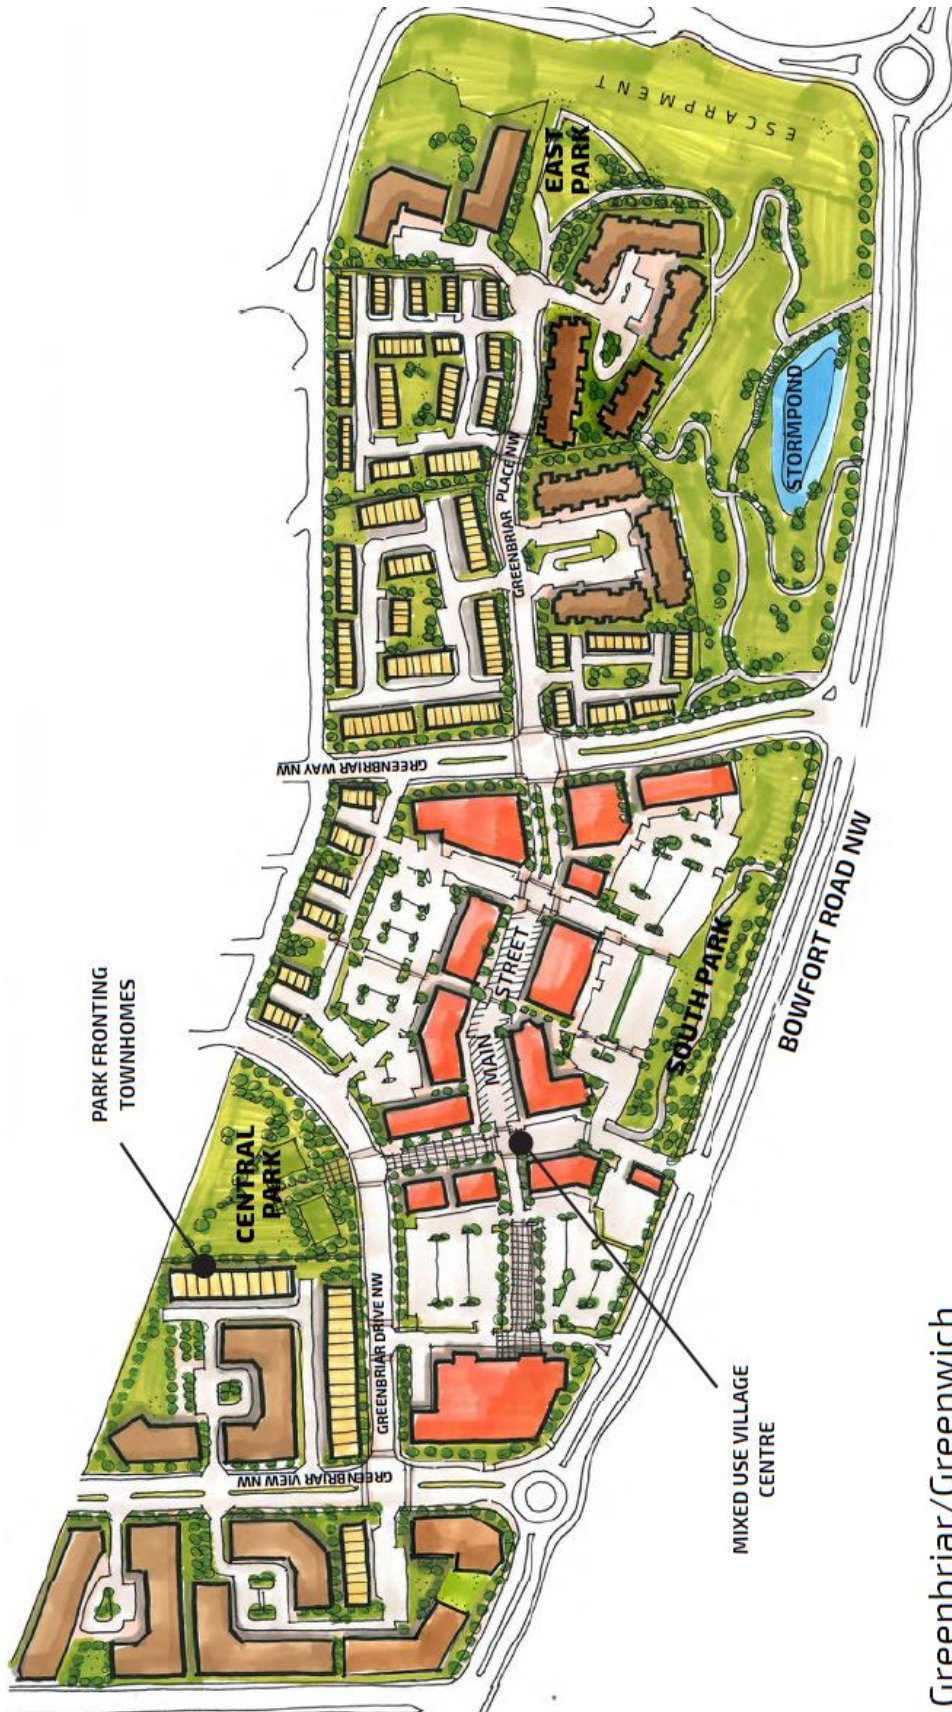 PARK FRONTING
TOWNHOMES
CENTRAL
PARK
GREENBRIAR DRIVE NW
GREENBRIAR VIEW NW
MIXED USE VILLAGE
CENTRE
MAIN
STREET
SOUTH PARK
BOWFORT ROAD NW
GREENBRIAR WAY NW
GREENBRIAR PLACE NW
EAST
PARK
ESCARPMENT
STORMPOND
Greenbriar/Greenwich